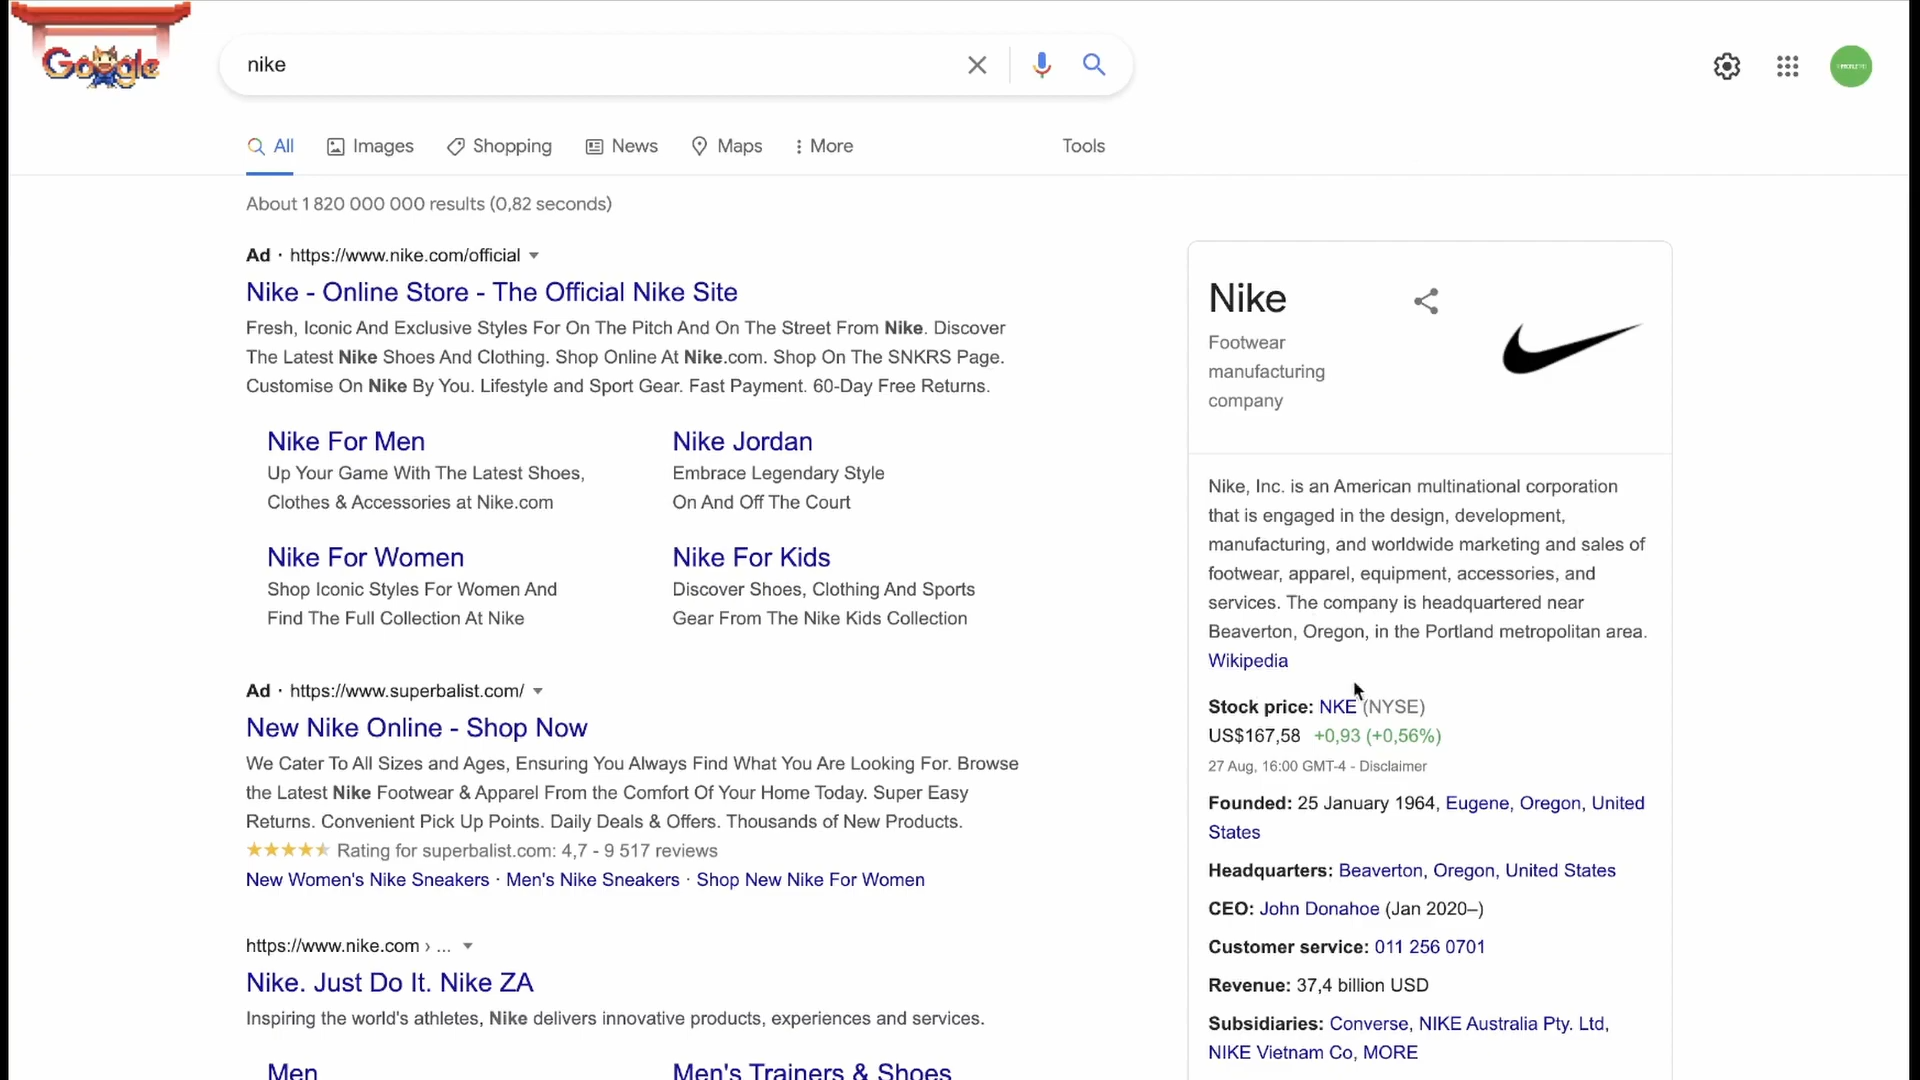 Google
nike
All
Images
Shopping
News
Maps
More
Tools
About 1 820 000 000 results (0,82 seconds)
Ad · https://www.nike.com/official
Nike - Online Store - The Official Nike Site
Fresh, Iconic And Exclusive Styles For On The Pitch And On The Street From Nike. Discover
The Latest Nike Shoes And Clothing. Shop Online At Nike.com. Shop On The SNKRS Page.
Customise On Nike By You. Lifestyle and Sport Gear. Fast Payment. 60-Day Free Returns.
Nike For Men
Up Your Game With The Latest Shoes,
Clothes & Accessories at Nike.com
Nike Jordan
Embrace Legendary Style
On And Off The Court
Nike For Women
Shop Iconic Styles For Women And
Find The Full Collection At Nike
Nike For Kids
Discover Shoes, Clothing And Sports
Gear From The Nike Kids Collection
Ad · https://www.superbalist.com/
New Nike Online - Shop Now
We Cater To All Sizes and Ages, Ensuring You Always Find What You Are Looking For. Browse
the Latest Nike Footwear & Apparel From the Comfort Of Your Home Today. Super Easy
Returns. Convenient Pick Up Points. Daily Deals & Offers. Thousands of New Products.
Rating for superbalist.com: 4,7 - 9 517 reviews
New Women's Nike Sneakers · Men's Nike Sneakers · Shop New Nike For Women
https://www.nike.com › ...
Nike. Just Do It. Nike ZA
Inspiring the world's athletes, Nike delivers innovative products, experiences and services.
Men
Men's Trainers & Shoes
Nike
Footwear
manufacturing
company
Nike, Inc. is an American multinational corporation
that is engaged in the design, development,
manufacturing, and worldwide marketing and sales of
footwear, apparel, equipment, accessories, and
services. The company is headquartered near
Beaverton, Oregon, in the Portland metropolitan area.
Wikipedia
Stock price: NKE (NYSE)
US$167,58 +0,93 (+0,56%)
27 Aug, 16:00 GMT-4 - Disclaimer
Founded: 25 January 1964, Eugene, Oregon, United
States
Headquarters: Beaverton, Oregon, United States
CEO: John Donahoe (Jan 2020–)
Customer service: 011 256 0701
Revenue: 37,4 billion USD
Subsidiaries: Converse, NIKE Australia Pty. Ltd,
NIKE Vietnam Co, MORE